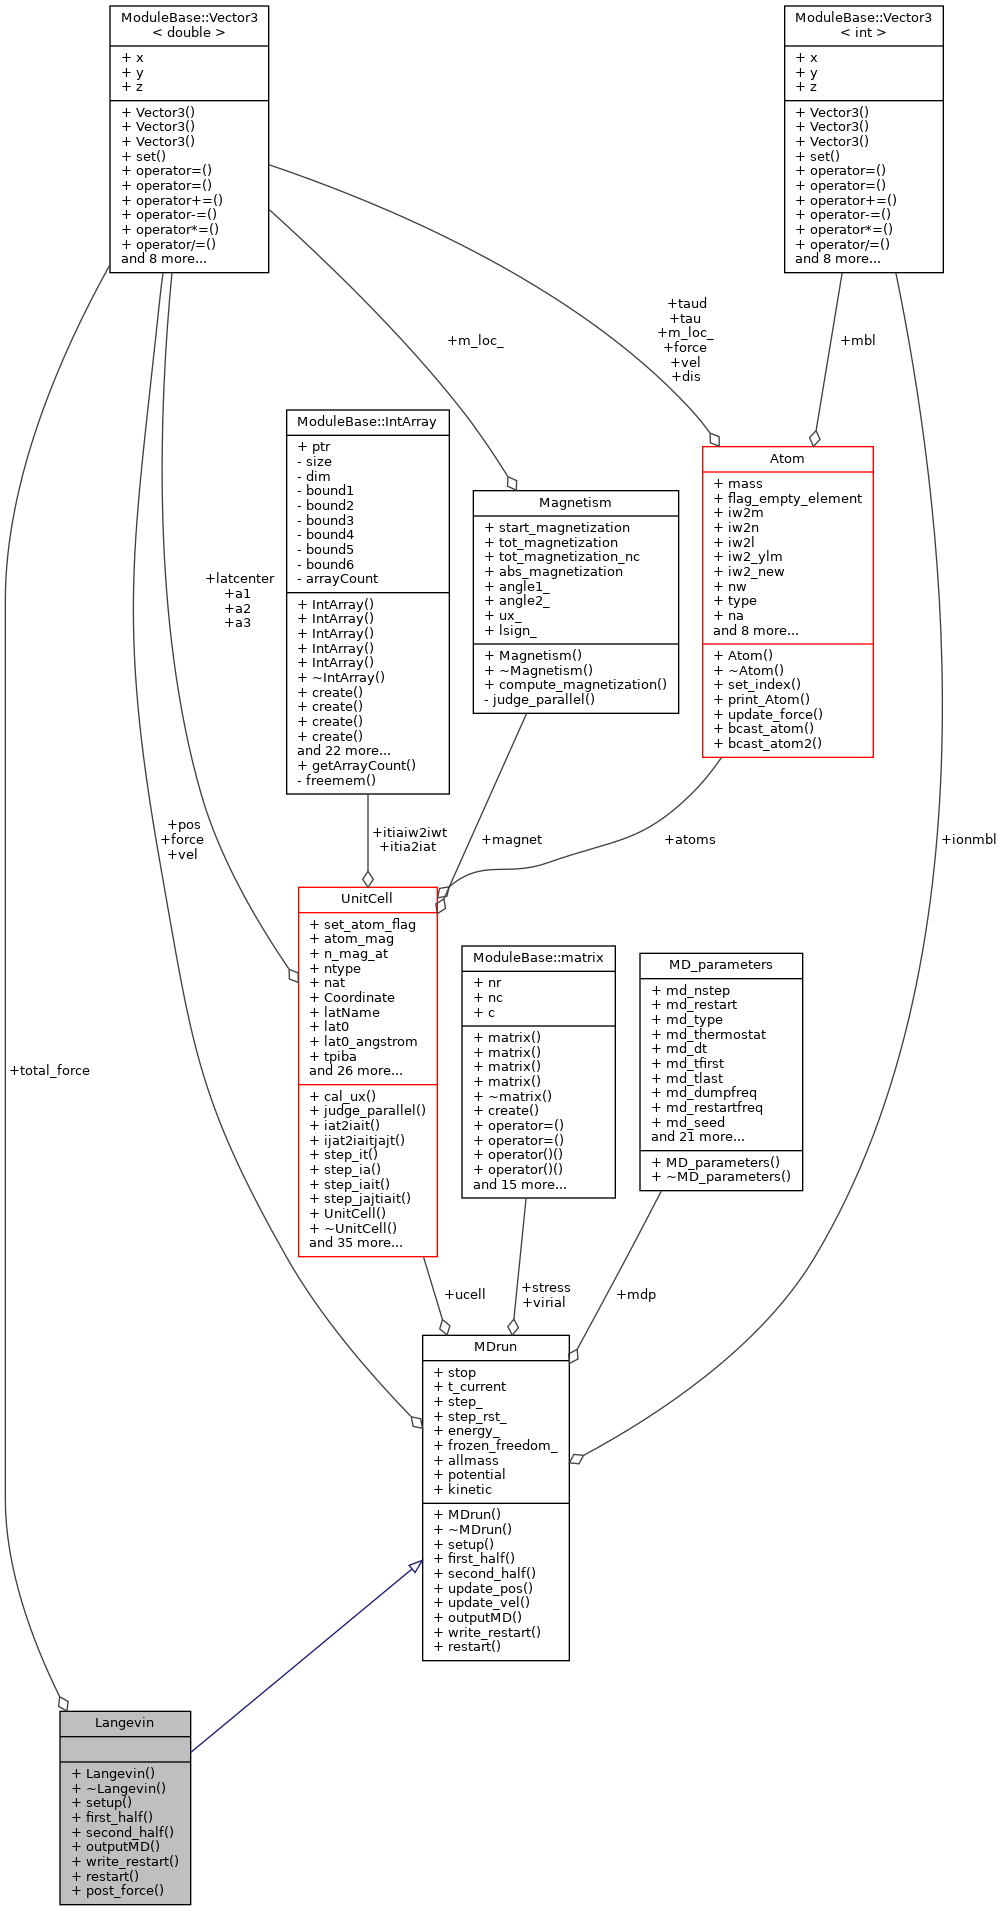 ModuleBase::Vector3
< double >
+ x
+ y
+ z
+ Vector3()
+ Vector3()
+ Vector3()
+ set()
+ operator=()
+ operator=()
+ operator+=()
+ operator-=()
+ operator*=()
+ operator/=()
and 8 more...
ModuleBase::Vector3
< int >
+ x
+ y
+ z
+ Vector3()
+ Vector3()
+ Vector3()
+ set()
+ operator=()
+ operator=()
+ operator+=()
+ operator-=()
+ operator*=()
+ operator/=()
and 8 more...
+taud
+tau
+m_loc_
+force
+vel
+dis
+m_loc_
+mbl
ModuleBase::IntArray
+ ptr
- size
- dim
- bound1
- bound2
- bound3
- bound4
- bound5
- bound6
- arrayCount
+ IntArray()
+ IntArray()
+ IntArray()
+ IntArray()
+ IntArray()
+ ~IntArray()
+ create()
+ create()
+ create()
+ create()
and 22 more...
+ getArrayCount()
- freemem()
Magnetism
+ start_magnetization
+ tot_magnetization
+ tot_magnetization_nc
+ abs_magnetization
+ angle1_
+ angle2_
+ ux_
+ lsign_
+ Magnetism()
+ ~Magnetism()
+ compute_magnetization()
- judge_parallel()
Atom
+ mass
+ flag_empty_element
+ iw2m
+ iw2n
+ iw2l
+ iw2_ylm
+ iw2_new
+ nw
+ type
+ na
and 8 more...
+ Atom()
+ ~Atom()
+ set_index()
+ print_Atom()
+ update_force()
+ bcast_atom()
+ bcast_atom2()
+latcenter
+a1
+a2
+a3
+pos
+force
+vel
+itiaiw2iwt
+itia2iat
+magnet
+atoms
+ionmbl
UnitCell
+ set_atom_flag
+ atom_mag
+ n_mag_at
+ ntype
+ nat
+ Coordinate
+ latName
+ lat0
+ lat0_angstrom
+ tpiba
and 26 more...
+ cal_ux()
+ judge_parallel()
+ iat2iait()
+ ijat2iaitjajt()
+ step_it()
+ step_ia()
+ step_iait()
+ step_jajtiait()
+ UnitCell()
+ ~UnitCell()
and 35 more...
ModuleBase::matrix
+ nr
+ nc
+ c
+ matrix()
+ matrix()
+ matrix()
+ matrix()
+ ~matrix()
+ create()
+ operator=()
+ operator=()
+ operator()()
+ operator()()
and 15 more...
MD_parameters
+ md_nstep
+ md_restart
+ md_type
+ md_thermostat
+ md_dt
+ md_tfirst
+ md_tlast
+ md_dumpfreq
+ md_restartfreq
+ md_seed
and 21 more...
+ MD_parameters()
+ ~MD_parameters()
+total_force
+ucell
+stress
+virial
+mdp
MDrun
+ stop
+ t_current
+ step_
+ step_rst_
+ energy_
+ frozen_freedom_
+ allmass
+ potential
+ kinetic
+ MDrun()
+ ~MDrun()
+ setup()
+ first_half()
+ second_half()
+ update_pos()
+ update_vel()
+ outputMD()
+ write_restart()
+ restart()
Langevin
+ Langevin()
+ ~Langevin()
+ setup()
+ first_half()
+ second_half()
+ outputMD()
+ write_restart()
+ restart()
+ post_force()